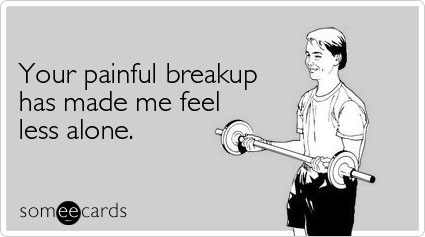 Your painful breakup
has made me feel
less alone.
someecards